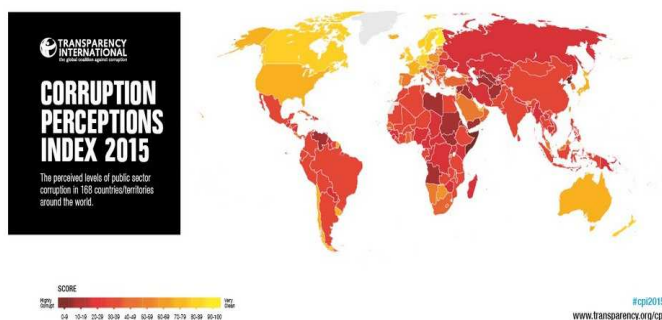 TRANSPARENCY
INTERNATIONAL
the global coalition against corruption
CORRUPTION
PERCEPTIONS
INDEX 2015
The perceived levels of public sector
corruption in 168 countries/territories
around the world.
SCORE
Highly
Corrupt
Very
Clean
0-9 10-19 20-29 30-39 40-49 50-59 60-69 70-79 80-89 90-100
#cpi2015
www.transparency.org/cp